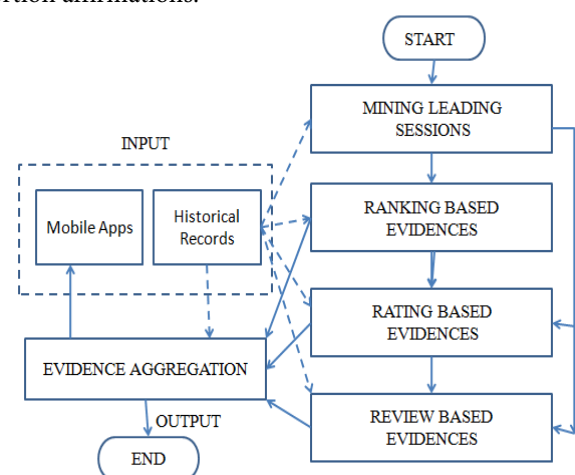 ertion affirmations.
START
MINING LEADING
SESSIONS
INPUT
Mobile Apps
Historical
Records
RANKING BASED
EVIDENCES
RATING BASED
EVIDENCES
EVIDENCE AGGREGATION
OUTPUT
REVIEW BASED
EVIDENCES
END